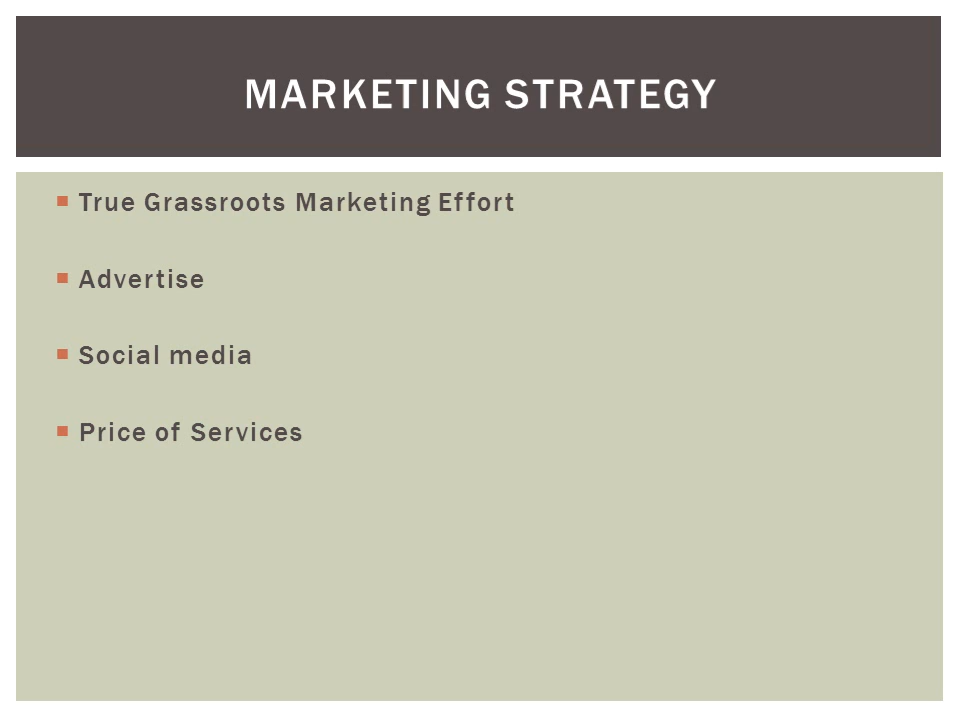 MARKETING STRATEGY
True Grassroots Marketing Effort
Advertise
Social media
Price of Services